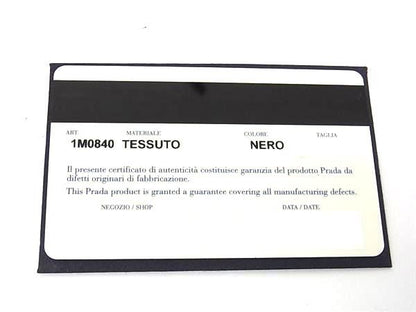 ART MATERIALE COLORE TAGLIA
1M0840 TESSUTO NERO
Il presente certificato di autenticità costituisce garanzia del prodotto Prada da
difetti originari di fabbricazione.
This Prada product is granted a guarantee covering all manufacturing defects.
NEGOZIO / SHOP DATA / DATE